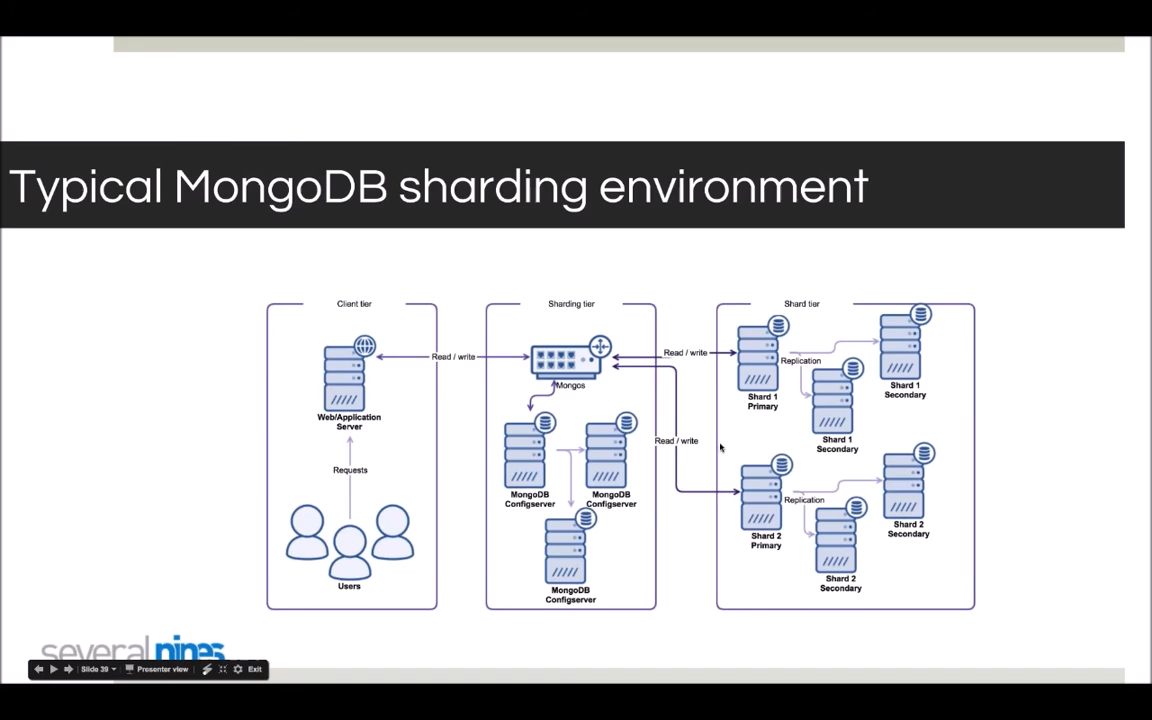 Typical MongoDB sharding environment
Client tier
Sharding tier
Shard tier
Read / write
Read / write
Read / write
Mongos
Web/Application
Server
Requests
Users
MongoDB
Configserver
MongoDB
Configserver
MongoDB
Configserver
Shard 1
Primary
Replication
Shard 1
Secondary
Shard 1
Secondary
Shard 2
Primary
Replication
Shard 2
Secondary
Shard 2
Secondary
severalnines
Slide 39
Presenter view
Exit